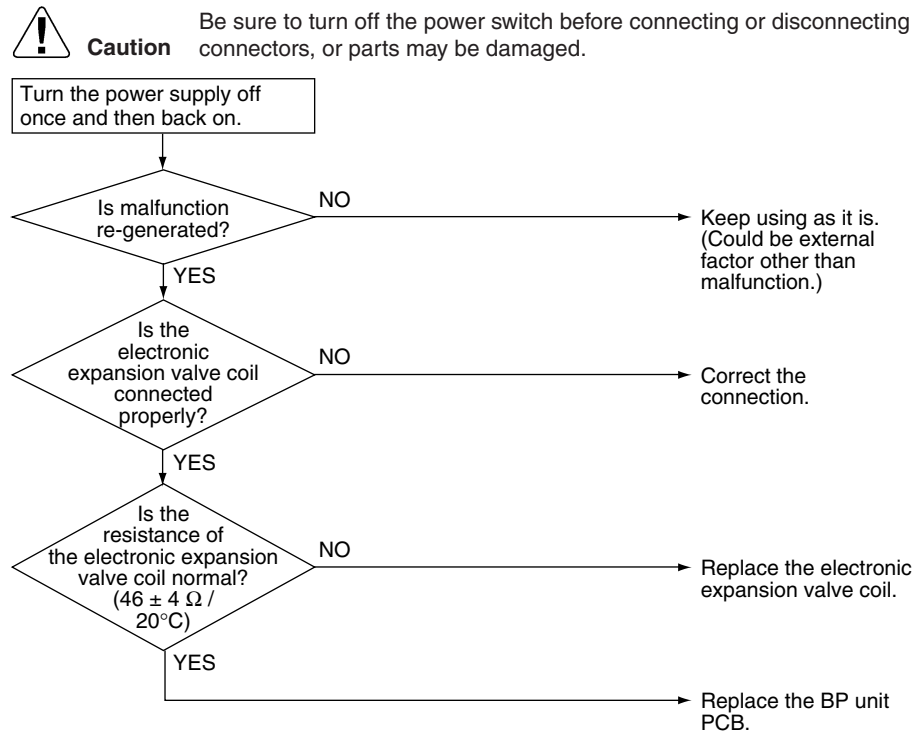 Caution
Be sure to turn off the power switch before connecting or disconnecting
connectors, or parts may be damaged.
Turn the power supply off
once and then back on.
Is malfunction
re-generated?
NO
Keep using as it is.
(Could be external
factor other than
malfunction.)
YES
Is the
electronic
expansion valve coil
connected
properly?
NO
Correct the
connection.
YES
Is the
resistance of
the electronic expansion
valve coil normal?
(46 ± 4 Ω /
20°C)
NO
Replace the electronic
expansion valve coil.
YES
Replace the BP unit
PCB.